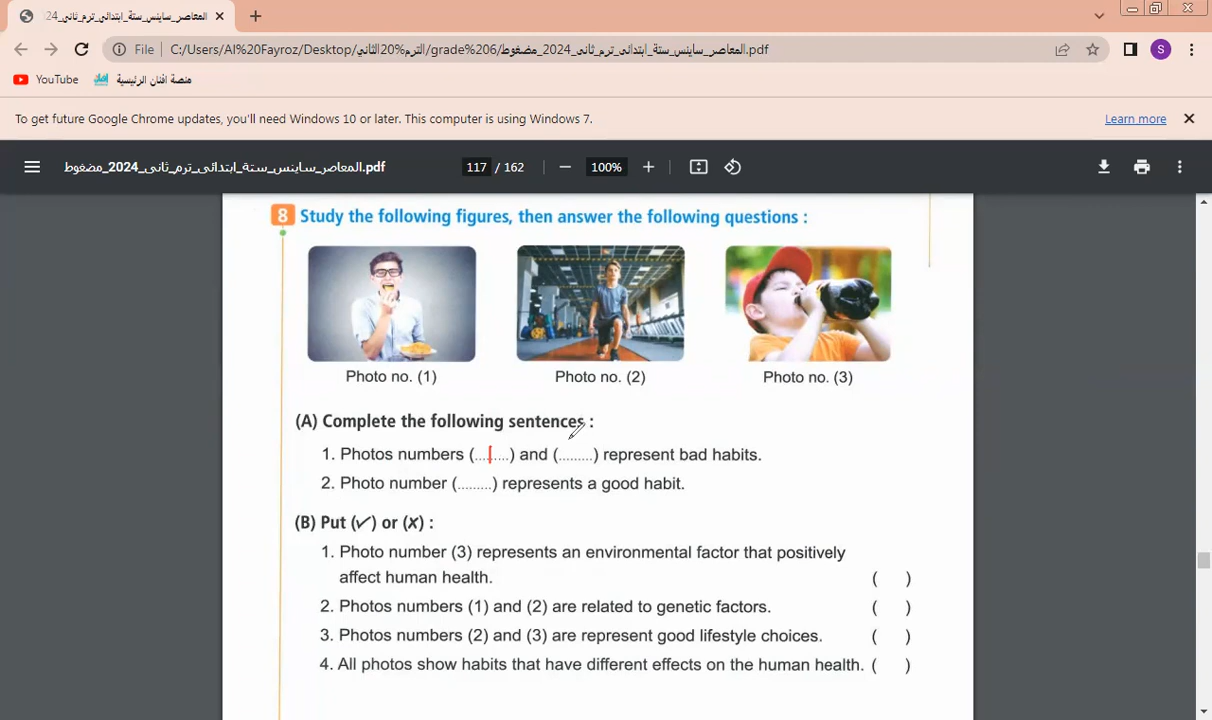 المعاصر_ساينس_ستة_ابتدائى_ترم_ثانى_24
File C:/Users/Al%20Fayroz/Desktop/الترم%20الثاني/grade%206/المعاصر_ساينس_ستة_ابتدائى_ترم_ثانى_2024_مضغوط.pdf S
YouTube منصة افنان الرئيسية
To get future Google Chrome updates, you'll need Windows 10 or later. This computer is using Windows 7. Learn more
المعاصر_ساينس_ستة_ابتدائى_ترم_ثانى_2024_مضغوط.pdf 117 / 162 100%
8 Study the following figures, then answer the following questions :
Photo no. (1) Photo no. (2) Photo no. (3)
(A) Complete the following sentences :
1. Photos numbers (.........) and (.........) represent bad habits.
2. Photo number (.........) represents a good habit.
(B) Put (✓) or (✗) :
1. Photo number (3) represents an environmental factor that positively
affect human health. ( )
2. Photos numbers (1) and (2) are related to genetic factors. ( )
3. Photos numbers (2) and (3) are represent good lifestyle choices. ( )
4. All photos show habits that have different effects on the human health. ( )